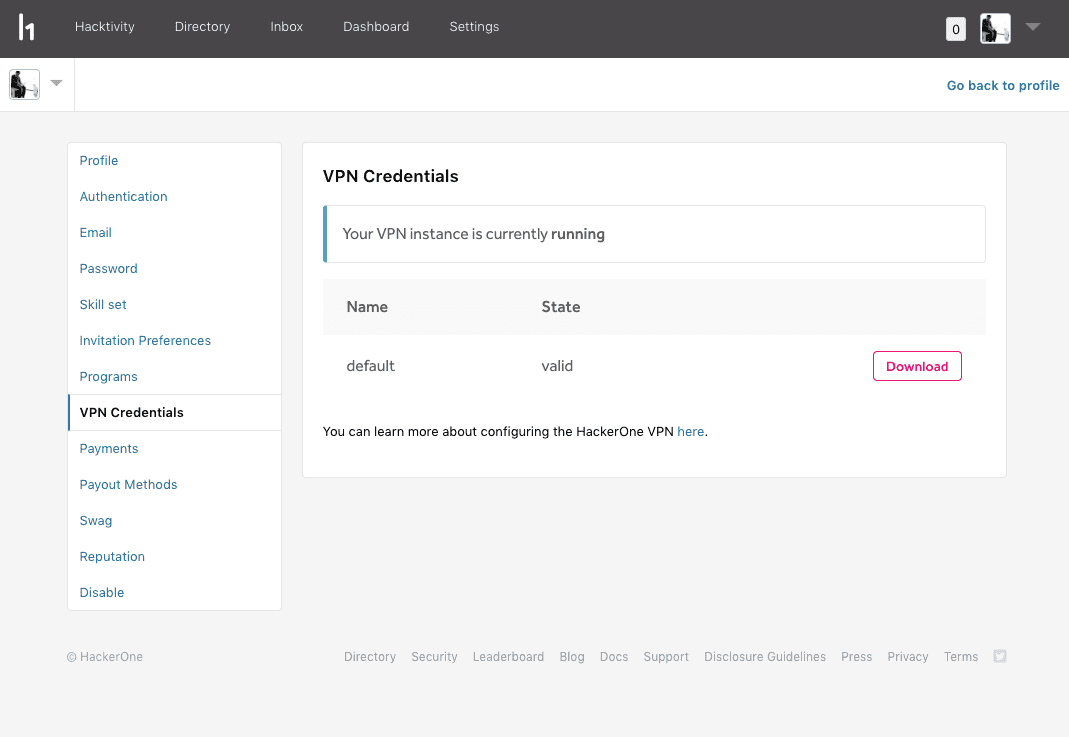 Hacktivity Directory Inbox Dashboard Settings 0
Go back to profile
Profile
Authentication
Email
Password
Skill set
Invitation Preferences
Programs
VPN Credentials
Payments
Payout Methods
Swag
Reputation
Disable
VPN Credentials
Your VPN instance is currently running
Name State
default valid Download
You can learn more about configuring the HackerOne VPN here.
© HackerOne Directory Security Leaderboard Blog Docs Support Disclosure Guidelines Press Privacy Terms